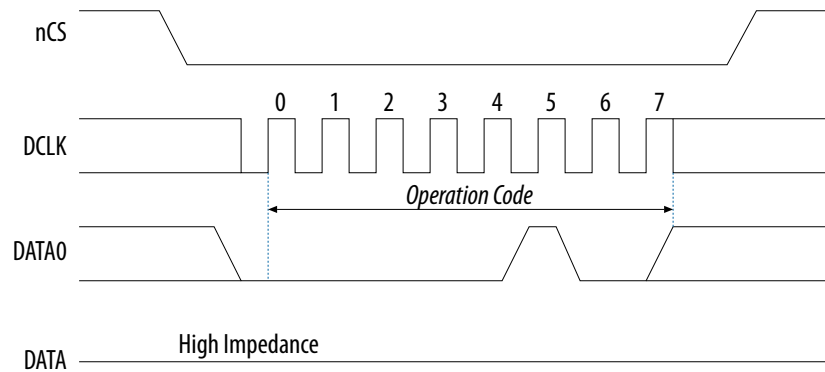 nCS
0 1 2 3 4 5 6 7
DCLK
Operation Code
DATA0
High Impedance
DATA